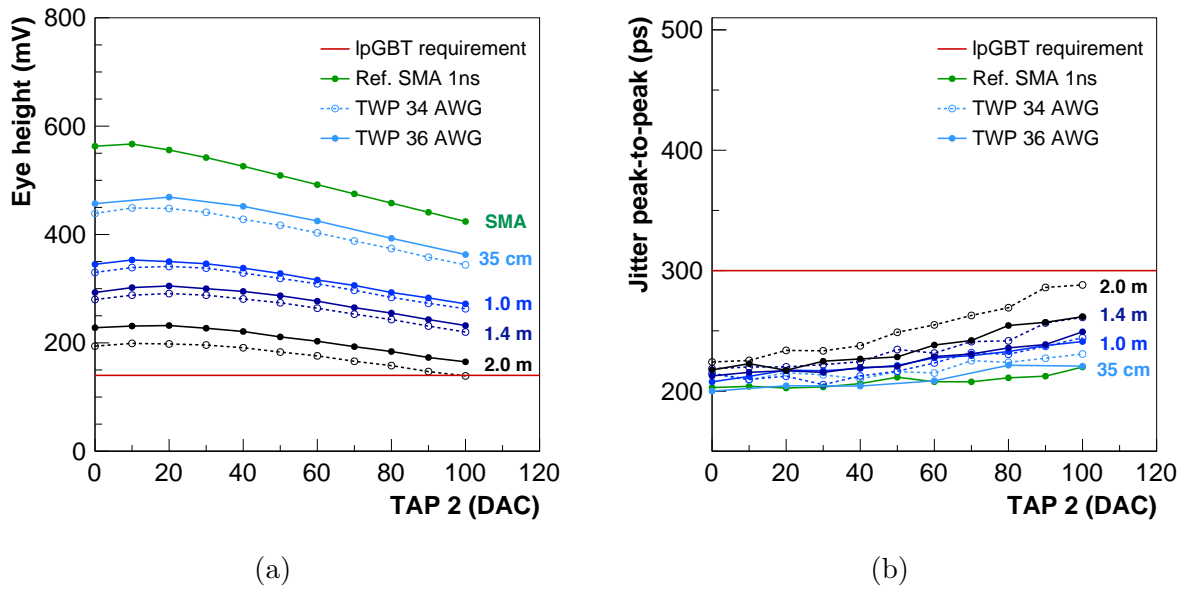 Eye height (mV)
800
600
400
200
0
0 20 40 60 80 100 120
TAP 2 (DAC)
lpGBT requirement
Ref. SMA 1ns
TWP 34 AWG
TWP 36 AWG
SMA
35 cm
1.0 m
1.4 m
2.0 m
(a)
Jitter peak-to-peak (ps)
500
400
300
200
0 20 40 60 80 100 120
TAP 2 (DAC)
lpGBT requirement
Ref. SMA 1ns
TWP 34 AWG
TWP 36 AWG
2.0 m
1.4 m
1.0 m
35 cm
(b)